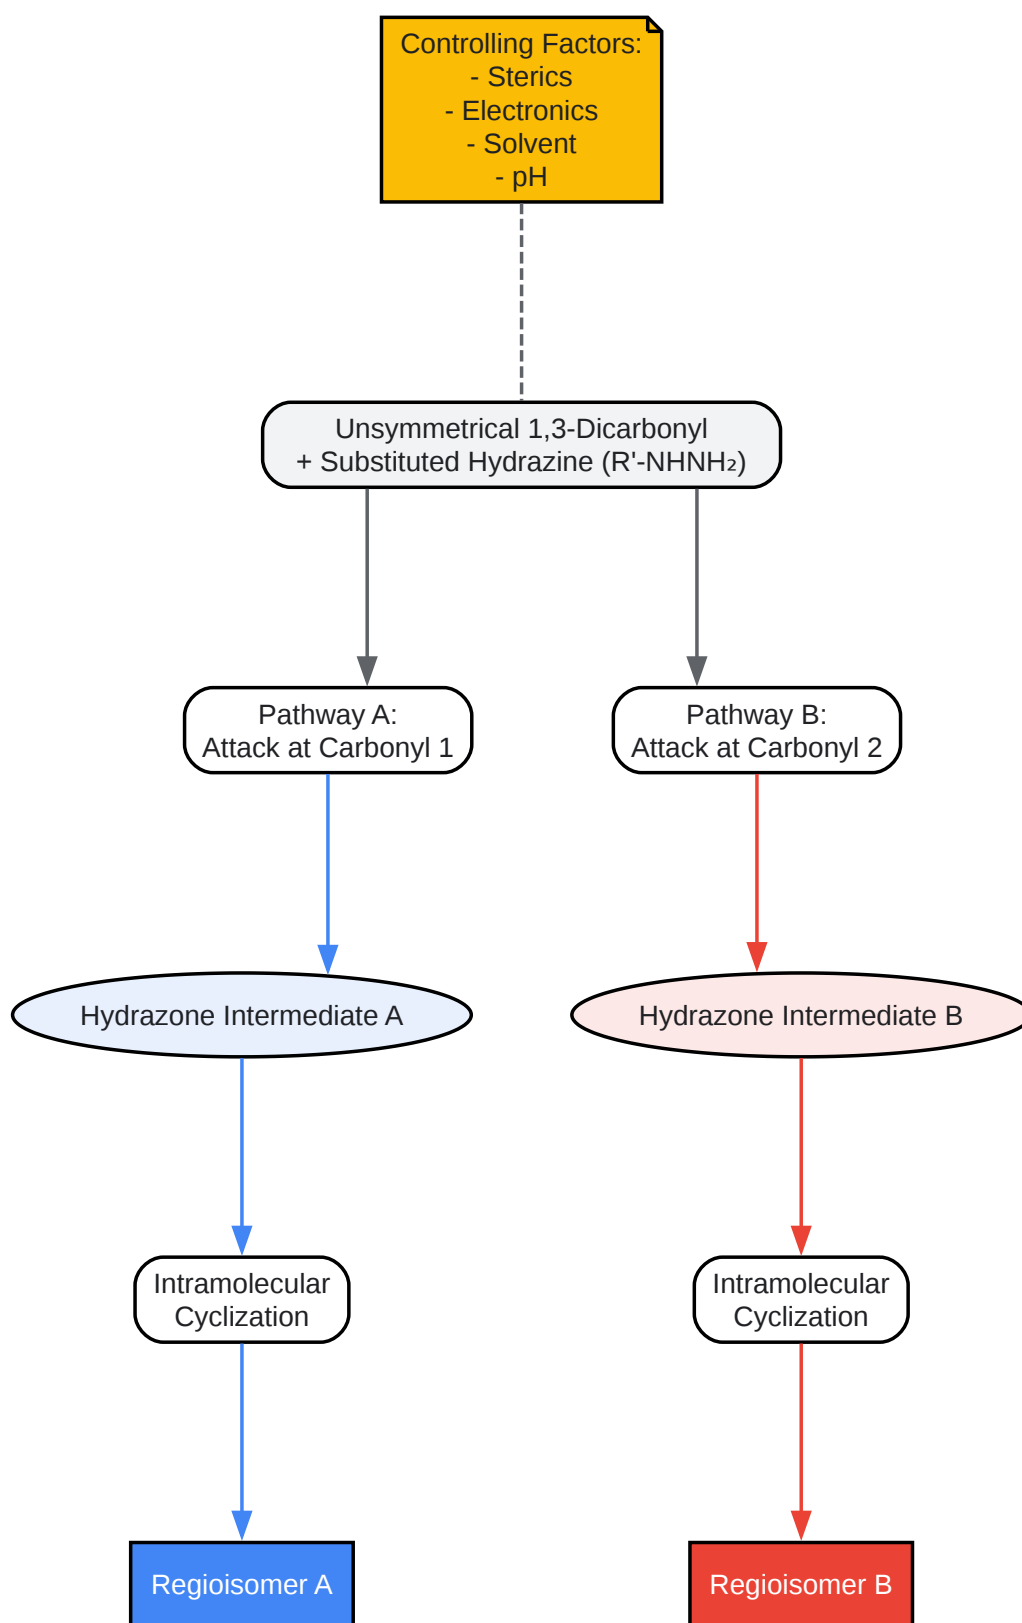 Controlling Factors:
- Sterics
- Electronics
- Solvent
- pH
Unsymmetrical 1,3-Dicarbonyl
+ Substituted Hydrazine (R'-NHNH₂)
Pathway A:
Attack at Carbonyl 1
Pathway B:
Attack at Carbonyl 2
Hydrazone Intermediate A
Hydrazone Intermediate B
Intramolecular
Cyclization
Intramolecular
Cyclization
Regioisomer A
Regioisomer B